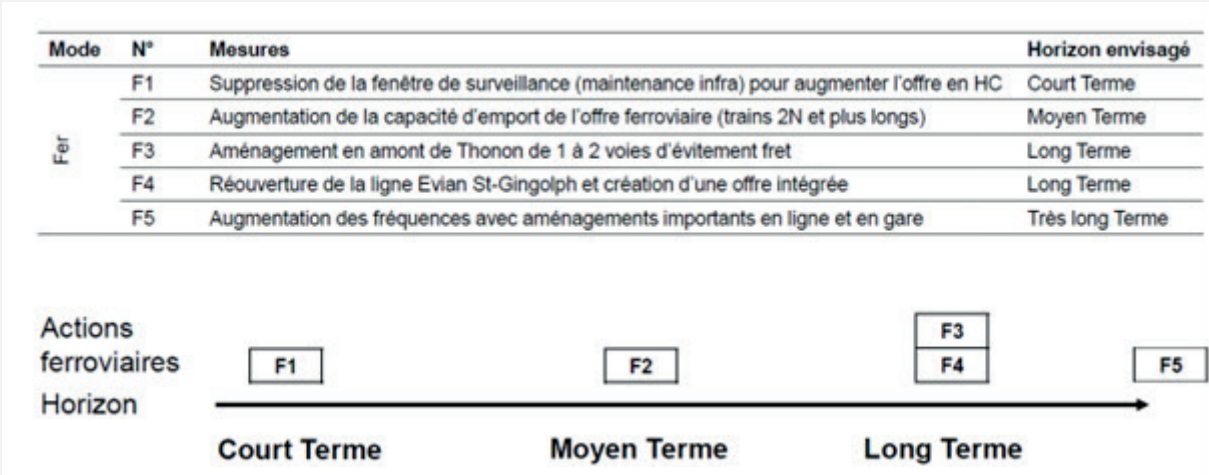 Mode N° Mesures Horizon envisagé
F1 Suppression de la fenêtre de surveillance (maintenance infra) pour augmenter l'offre en HC Court Terme
F2 Augmentation de la capacité d'emport de l'offre ferroviaire (trains 2N et plus longs) Moyen Terme
Fer F3 Aménagement en amont de Thonon de 1 à 2 voies d'évitement fret Long Terme
F4 Réouverture de la ligne Evian St-Gingolph et création d'une offre intégrée Long Terme
F5 Augmentation des fréquences avec aménagements importants en ligne et en gare Très long Terme
Actions F3
ferroviaires F1 F2 F4 F5
Horizon
Court Terme Moyen Terme Long Terme